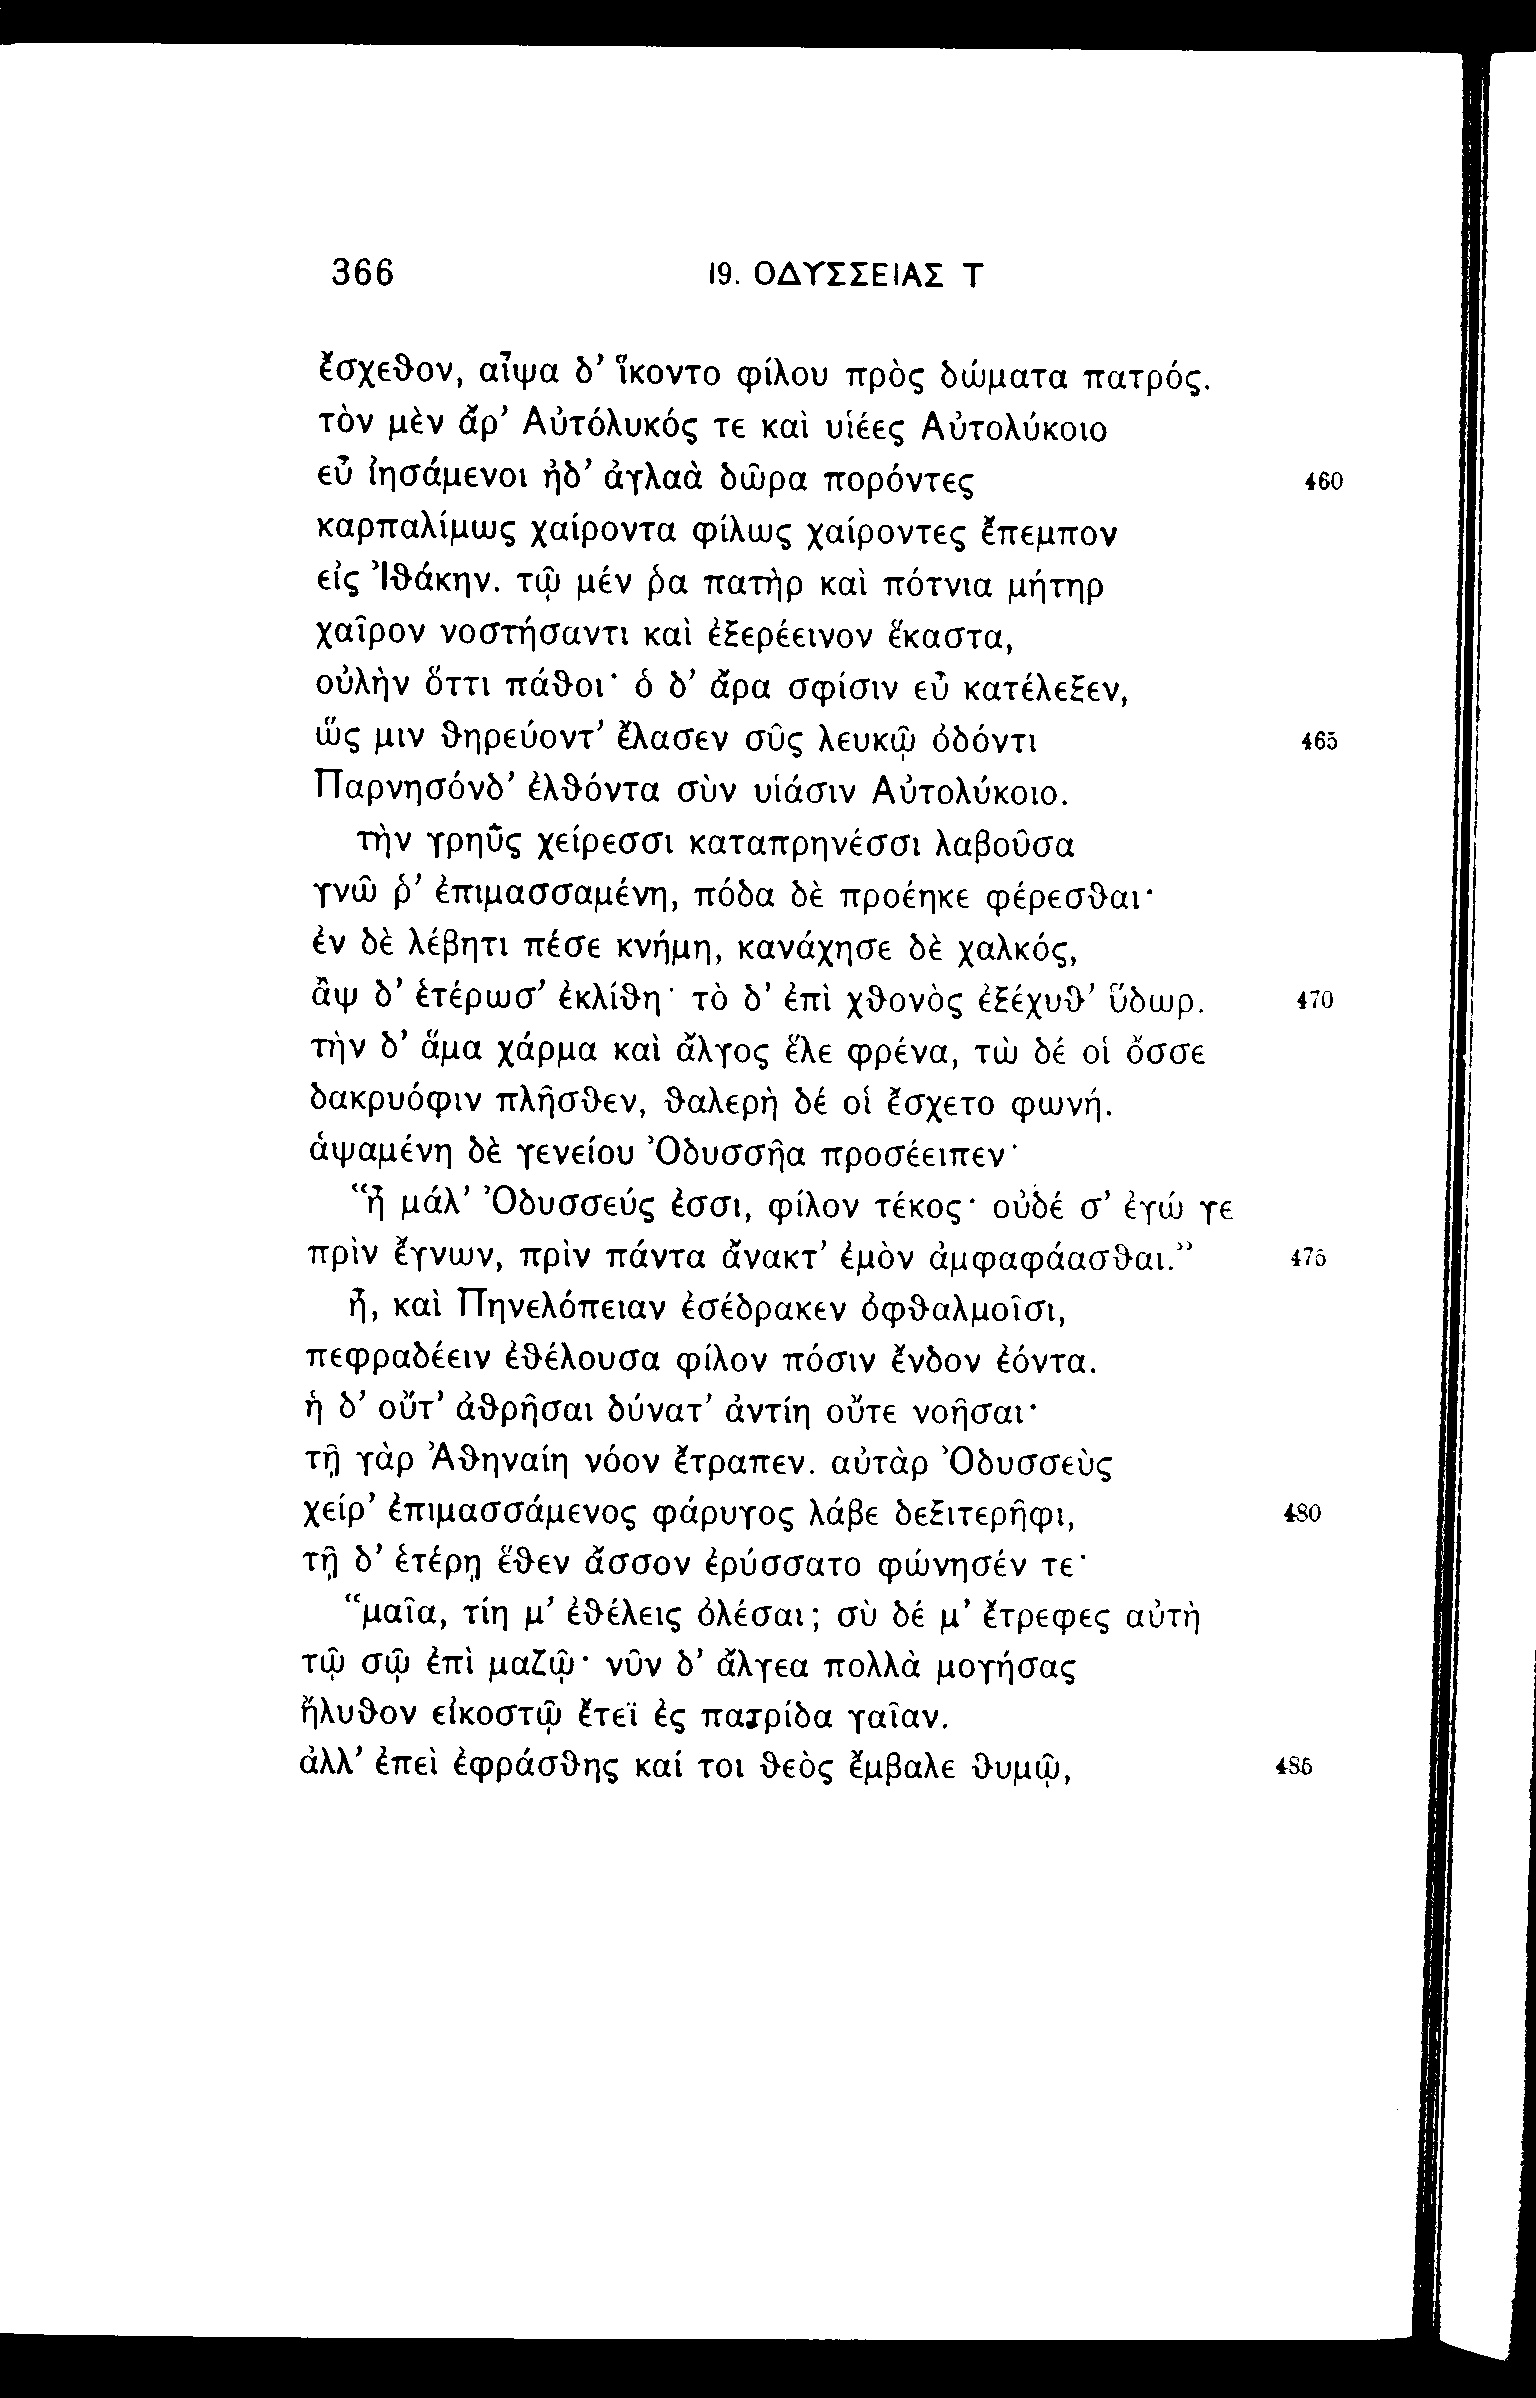 366 19. ΟΔΥΣΣΕΙΑΣ Τ
ἔσχεθον, αἶψα δ’ ἵκοντο φίλου πρὸς δώματα πατρός.
τὸν μὲν ἄρ’ Αὐτόλυκός τε καὶ υἱέες Αὐτολύκοιο
εὖ ἰησάμενοι ἠδ’ ἀγλαὰ δῶρα πορόντες 460
καρπαλίμως χαίροντα φίλως χαίροντες ἔπεμπον
εἰς Ἰθάκην. τῷ μέν ῥα πατὴρ καὶ πότνια μήτηρ
χαῖρον νοστήσαντι καὶ ἐξερέεινον ἕκαστα,
οὐλὴν ὅττι πάθοι· ὁ δ’ ἄρα σφίσιν εὖ κατέλεξεν,
ὥς μιν θηρεύοντ’ ἔλασεν σῦς λευκῷ ὀδόντι 465
Παρνησόνδ’ ἐλθόντα σὺν υἱάσιν Αὐτολύκοιο.
τὴν γρηῢς χείρεσσι καταπρηνέσσι λαβοῦσα
γνῶ ῥ’ ἐπιμασσαμένη, πόδα δὲ προέηκε φέρεσθαι·
ἐν δὲ λέβητι πέσε κνήμη, κανάχησε δὲ χαλκός,
ἂψ δ’ ἑτέρωσ’ ἐκλίθη· τὸ δ’ ἐπὶ χθονὸς ἐξέχυθ’ ὕδωρ. 470
τὴν δ’ ἅμα χάρμα καὶ ἄλγος ἕλε φρένα, τὼ δέ οἱ ὄσσε
δακρυόφιν πλῆσθεν, θαλερὴ δέ οἱ ἔσχετο φωνή.
ἁψαμένη δὲ γενείου Ὀδυσσῆα προσέειπεν·
“ἦ μάλ’ Ὀδυσσεύς ἐσσι, φίλον τέκος· οὐδέ σ’ ἐγώ γε
πρὶν ἔγνων, πρὶν πάντα ἄνακτ’ ἐμὸν ἀμφαφάασθαι.” 475
ἦ, καὶ Πηνελόπειαν ἐσέδρακεν ὀφθαλμοῖσι,
πεφραδέειν ἐθέλουσα φίλον πόσιν ἔνδον ἐόντα.
ἡ δ’ οὔτ’ ἀθρῆσαι δύνατ’ ἀντίη οὔτε νοῆσαι·
τῇ γὰρ Ἀθηναίη νόον ἔτραπεν. αὐτὰρ Ὀδυσσεὺς
χείρ’ ἐπιμασσάμενος φάρυγος λάβε δεξιτερῆφι, 480
τῇ δ’ ἑτέρῃ ἕθεν ἄσσον ἐρύσσατο φώνησέν τε·
“μαῖα, τίη μ’ ἐθέλεις ὀλέσαι; σὺ δέ μ’ ἔτρεφες αὐτὴ
τῷ σῷ ἐπὶ μαζῷ· νῦν δ’ ἄλγεα πολλὰ μογήσας
ἤλυθον εἰκοστῷ ἔτεϊ ἐς πατρίδα γαῖαν.
ἀλλ’ ἐπεὶ ἐφράσθης καί τοι θεὸς ἔμβαλε θυμῷ, 485